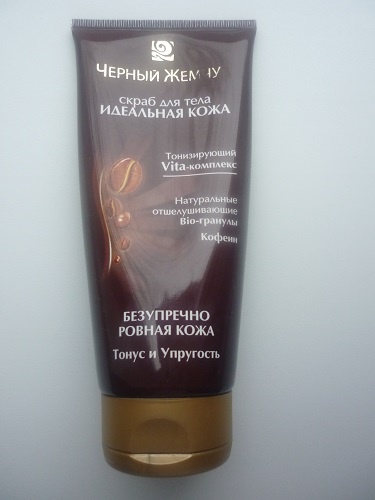 ЧЕРНЫЙ ЖЕМЧУ
скраб для тела
ИДЕАЛЬНАЯ КОЖА
Тонизирующий
Vita-комплекс
Натуральные
отшелушивающие
Bio-гранулы
Кофеин
БЕЗУПРЕЧНО
РОВНАЯ КОЖА
Тонус и Упругость